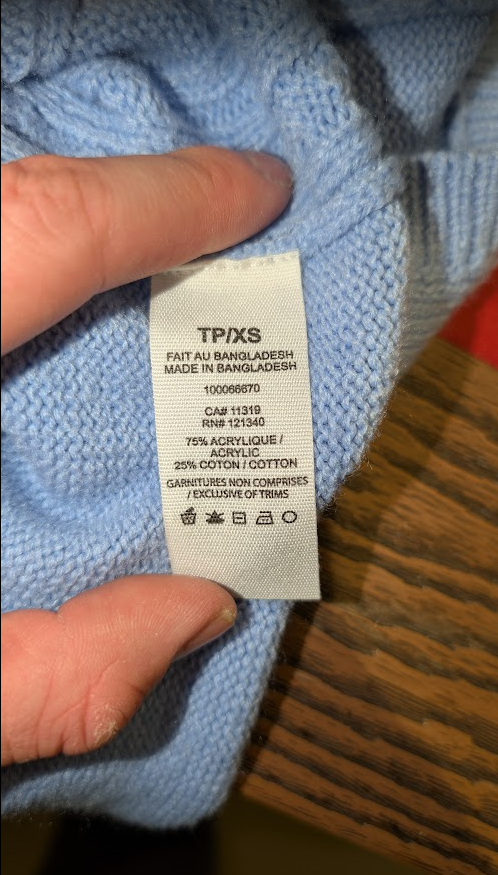 TP/XS
FAIT AU BANGLADESH
MADE IN BANGLADESH
100066670
CA# 11319
RN# 121340
75% ACRYLIQUE /
ACRYLIC
25% COTON / COTTON
GARNITURES NON COMPRISES
/ EXCLUSIVE OF TRIMS